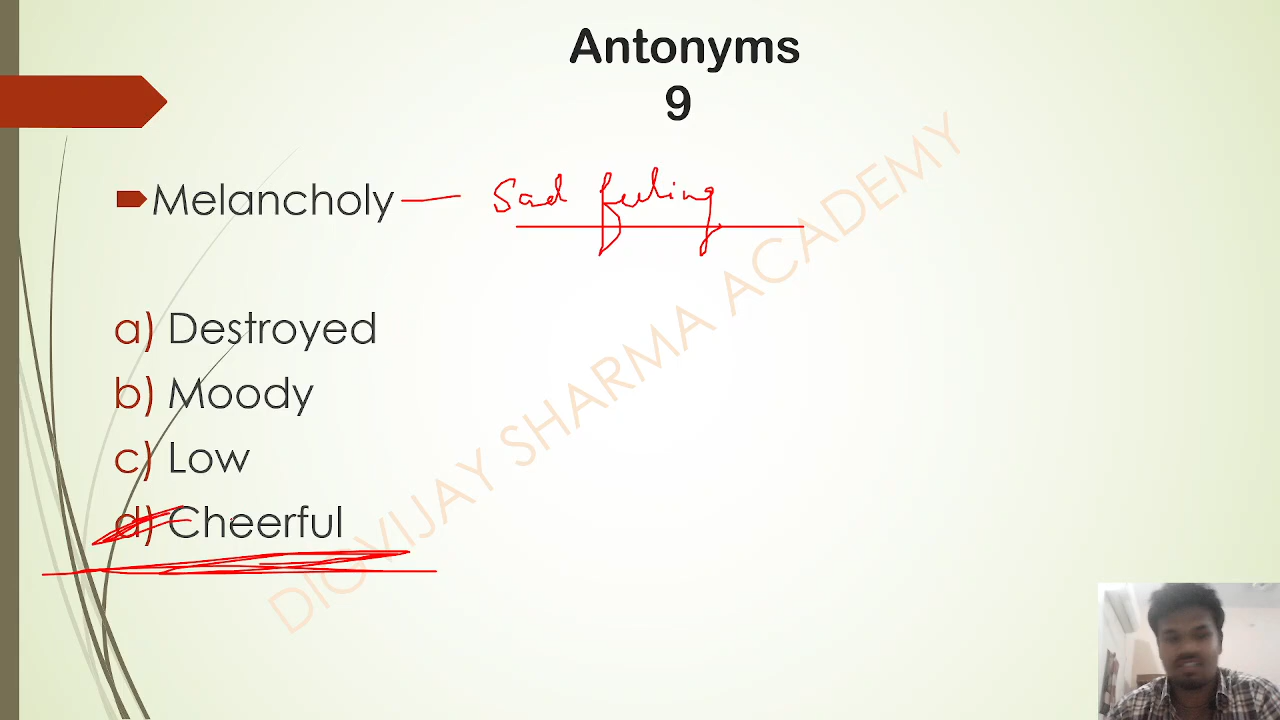 Antonyms
9
Melancholy — Sad feeling
a) Destroyed
b) Moody
c) Low
d) Cheerful
DIGVIJAY SHARMA ACADEMY